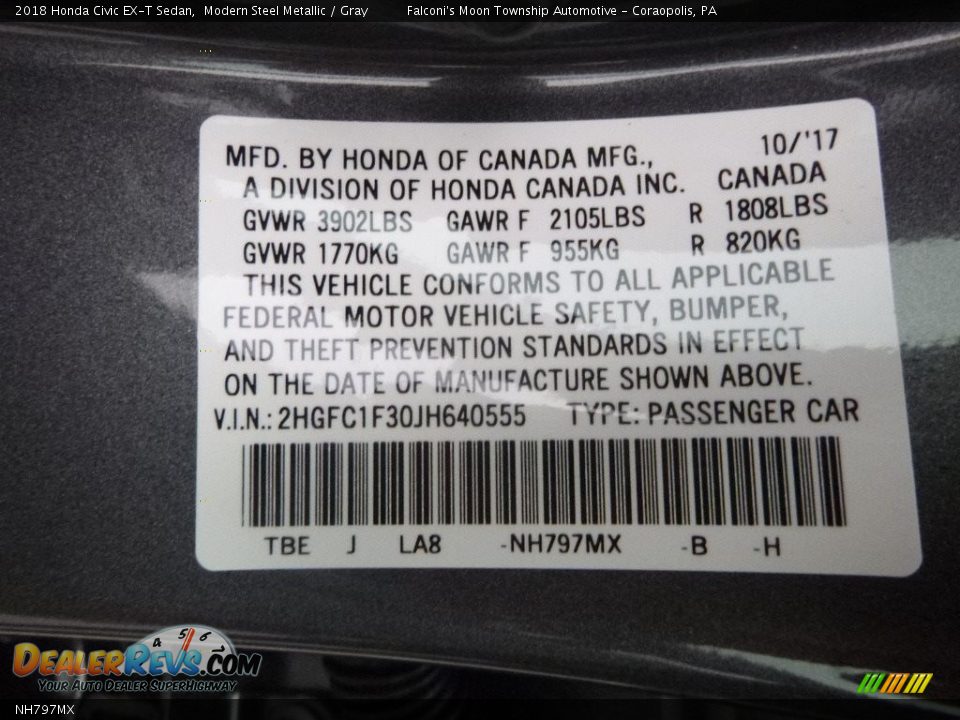 2018 Honda Civic EX-T Sedan, Modern Steel Metallic / Gray Falconi's Moon Township Automotive - Coraopolis, PA
10/'17
MFD. BY HONDA OF CANADA MFG.,
A DIVISION OF HONDA CANADA INC. CANADA
GVWR 3902LBS GAWR F 2105LBS R 1808LBS
GVWR 1770KG GAWR F 955KG R 820KG
THIS VEHICLE CONFORMS TO ALL APPLICABLE
FEDERAL MOTOR VEHICLE SAFETY, BUMPER,
AND THEFT PREVENTION STANDARDS IN EFFECT
ON THE DATE OF MANUFACTURE SHOWN ABOVE.
V.I.N.: 2HGFC1F30JH640555 TYPE: PASSENGER CAR
TBE J LA8 -NH797MX -B -H
4 5 6
DEALERREVS.COM
YOUR AUTO DEALER SUPERHIGHWAY
NH797MX